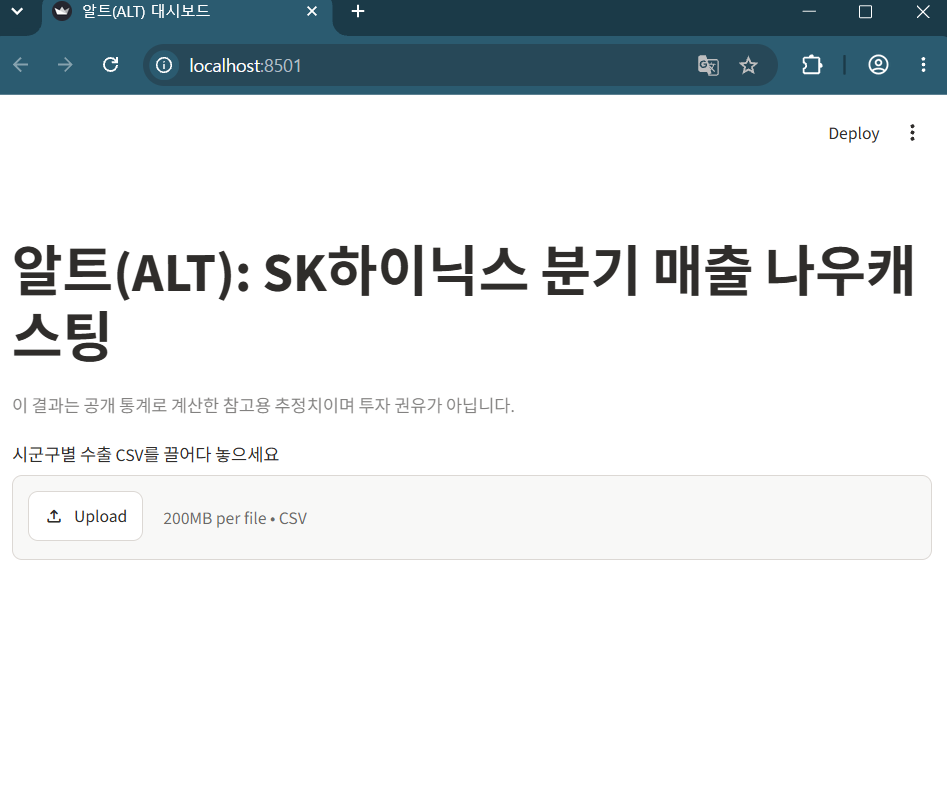 알트(ALT) 대시보드
localhost:8501
Deploy
알트(ALT): SK하이닉스 분기 매출 나우캐
스팅
이 결과는 공개 통계로 계산한 참고용 추정치이며 투자 권유가 아닙니다.
시군구별 수출 CSV를 끌어다 놓으세요
Upload 200MB per file • CSV